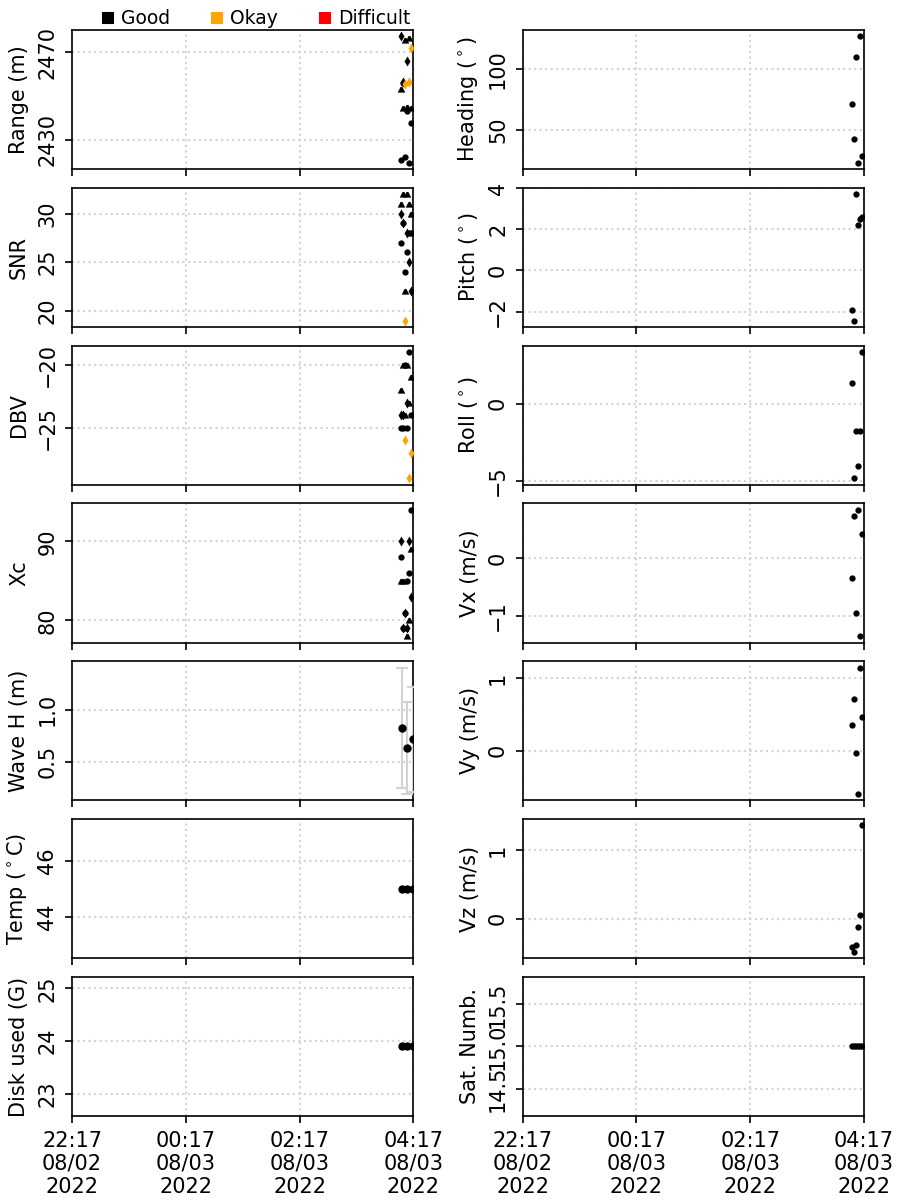 Good Okay Difficult
Range (m) 2470 2430
Heading (°) 100 50
SNR 30 25 20
Pitch (°) 4 2 0 −2
DBV −20 −25
Roll (°) 0 −5
Xc 90 80
Vx (m/s) 0 −1
Wave H (m) 1.0 0.5
Vy (m/s) 1 0
Temp (°C) 46 44
Vz (m/s) 1 0
Disk used (G) 25 24 23
Sat. Numb. 15.5 15.0 14.5
22:17 00:17 02:17 04:17 22:17 00:17 02:17 04:17
08/02 08/03 08/03 08/03 08/02 08/03 08/03 08/03
2022 2022 2022 2022 2022 2022 2022 2022